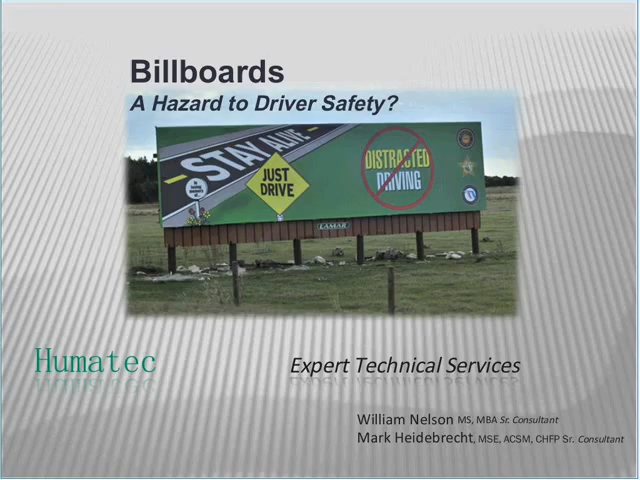 Billboards
A Hazard to Driver Safety?
STAY ALIVE
JUST
DRIVE
DISTRACTED
DRIVING
LAMAR
Humatec
Expert Technical Services
William Nelson MS, MBA Sr. Consultant
Mark Heidebrecht, MSE, ACSM, CHFP Sr. Consultant